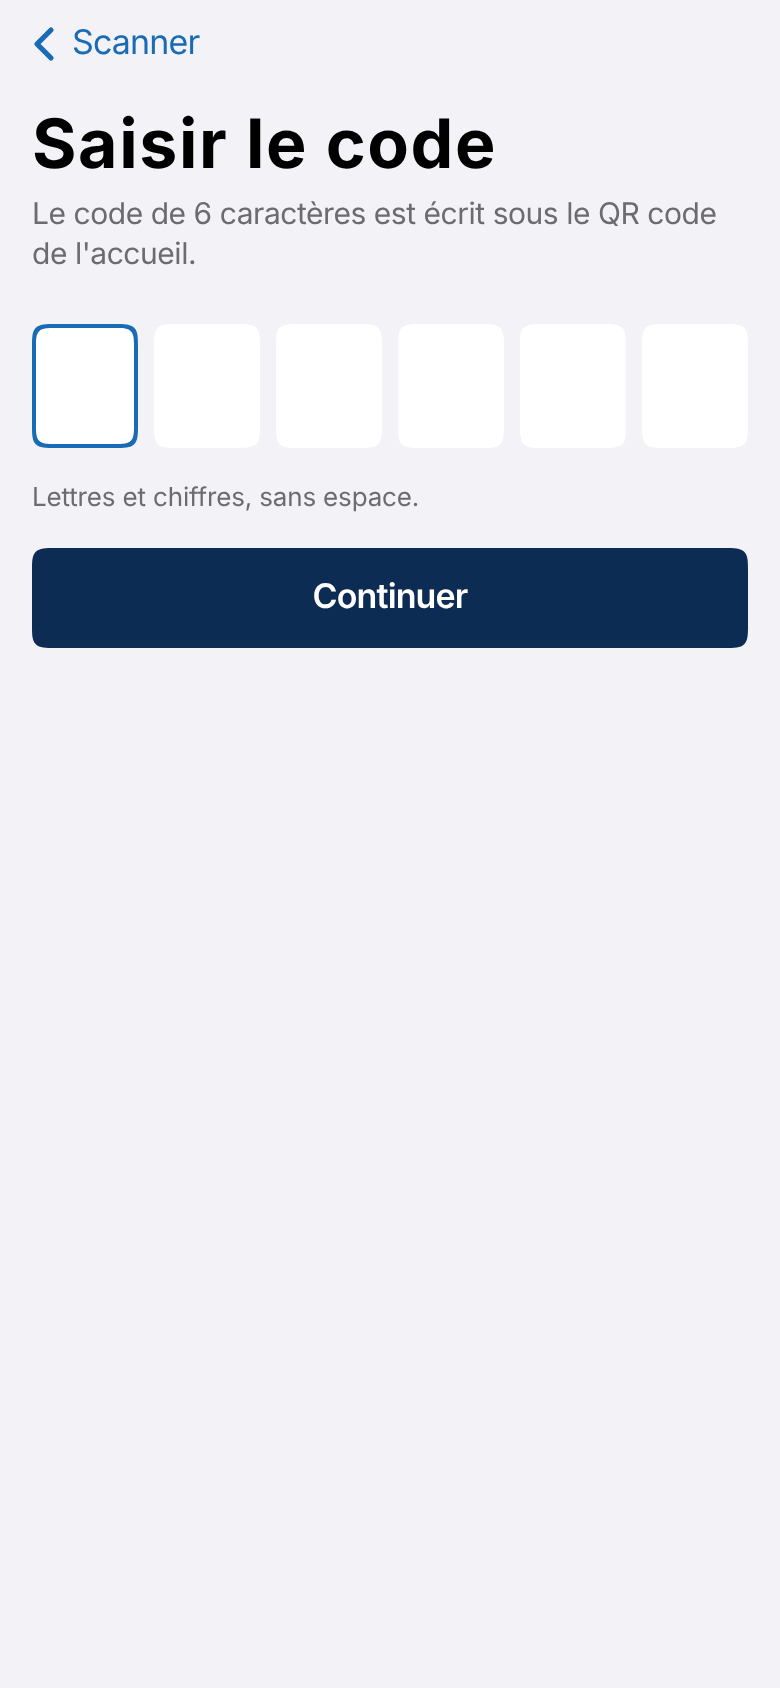 Scanner
Saisir le code
Le code de 6 caractères est écrit sous le QR code
de l'accueil.
Lettres et chiffres, sans espace.
Continuer